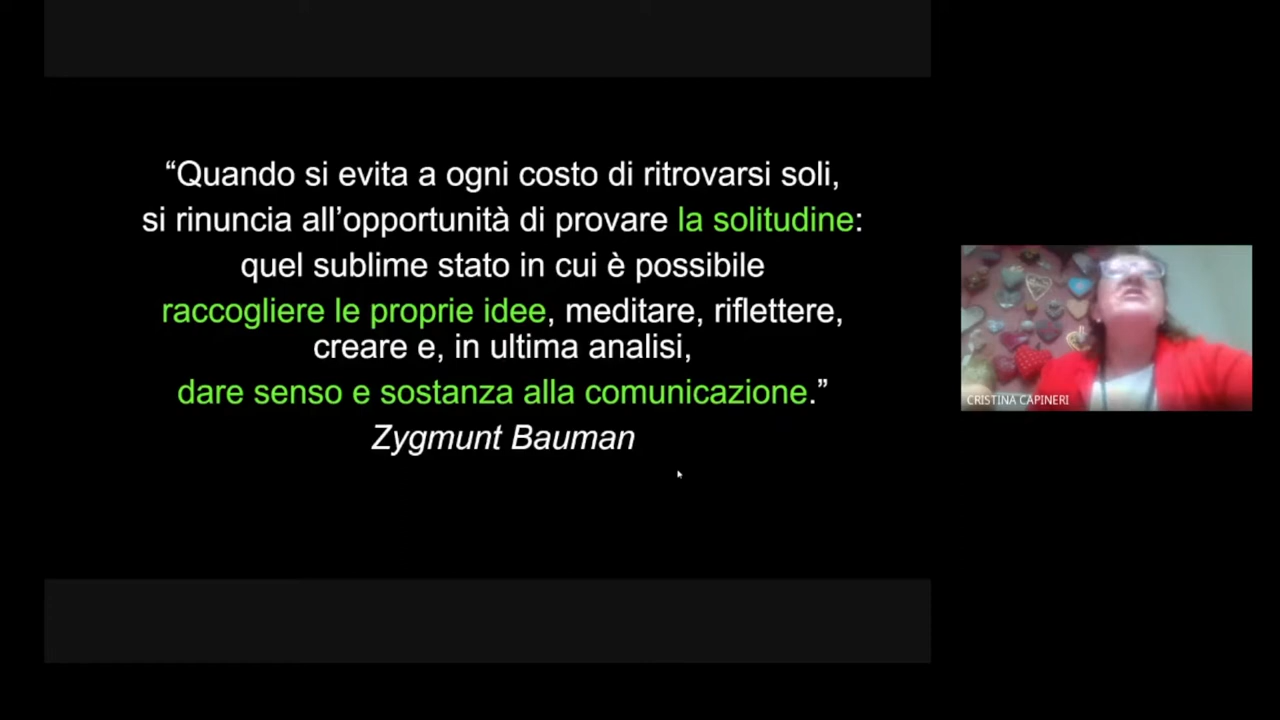 “Quando si evita a ogni costo di ritrovarsi soli,
si rinuncia all’opportunità di provare la solitudine:
quel sublime stato in cui è possibile
raccogliere le proprie idee, meditare, riflettere,
creare e, in ultima analisi,
dare senso e sostanza alla comunicazione.”
Zygmunt Bauman
CRISTINA CAPINERI